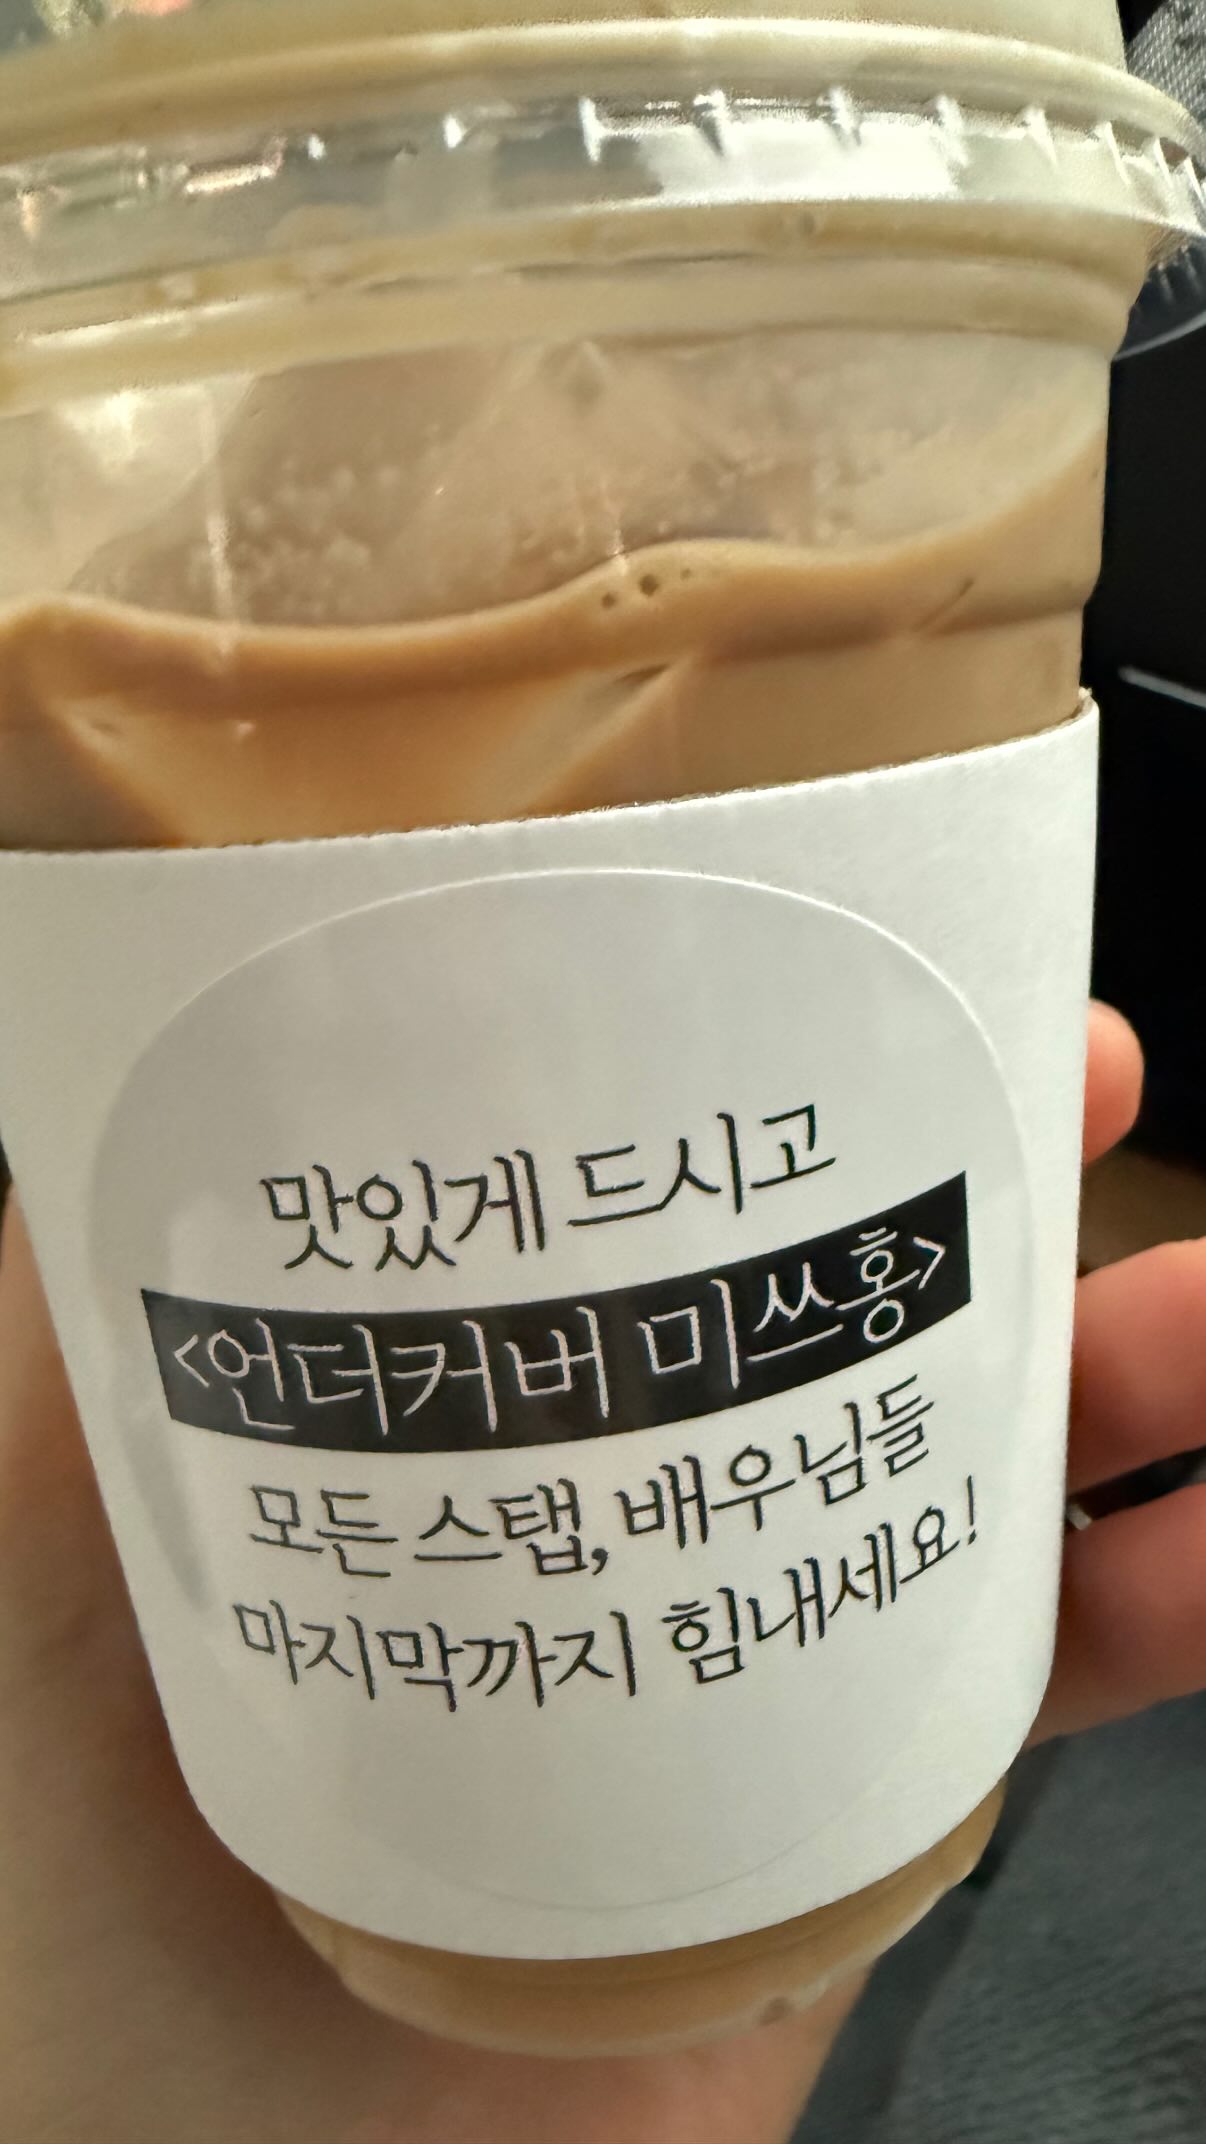 맛있게 드시고
<언더커버 미쓰홍>
모든 스탭, 배우님들
마지막까지 힘내세요!